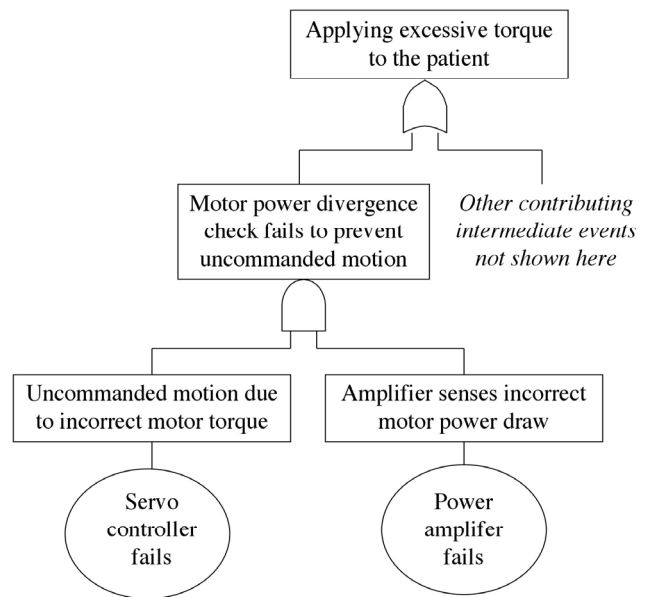 Applying excessive torque
to the patient
Motor power divergence
check fails to prevent
uncommanded motion
Other contributing
intermediate events
not shown here
Uncommanded motion due
to incorrect motor torque
Amplifier senses incorrect
motor power draw
Servo
controller
fails
Power
amplifer
fails